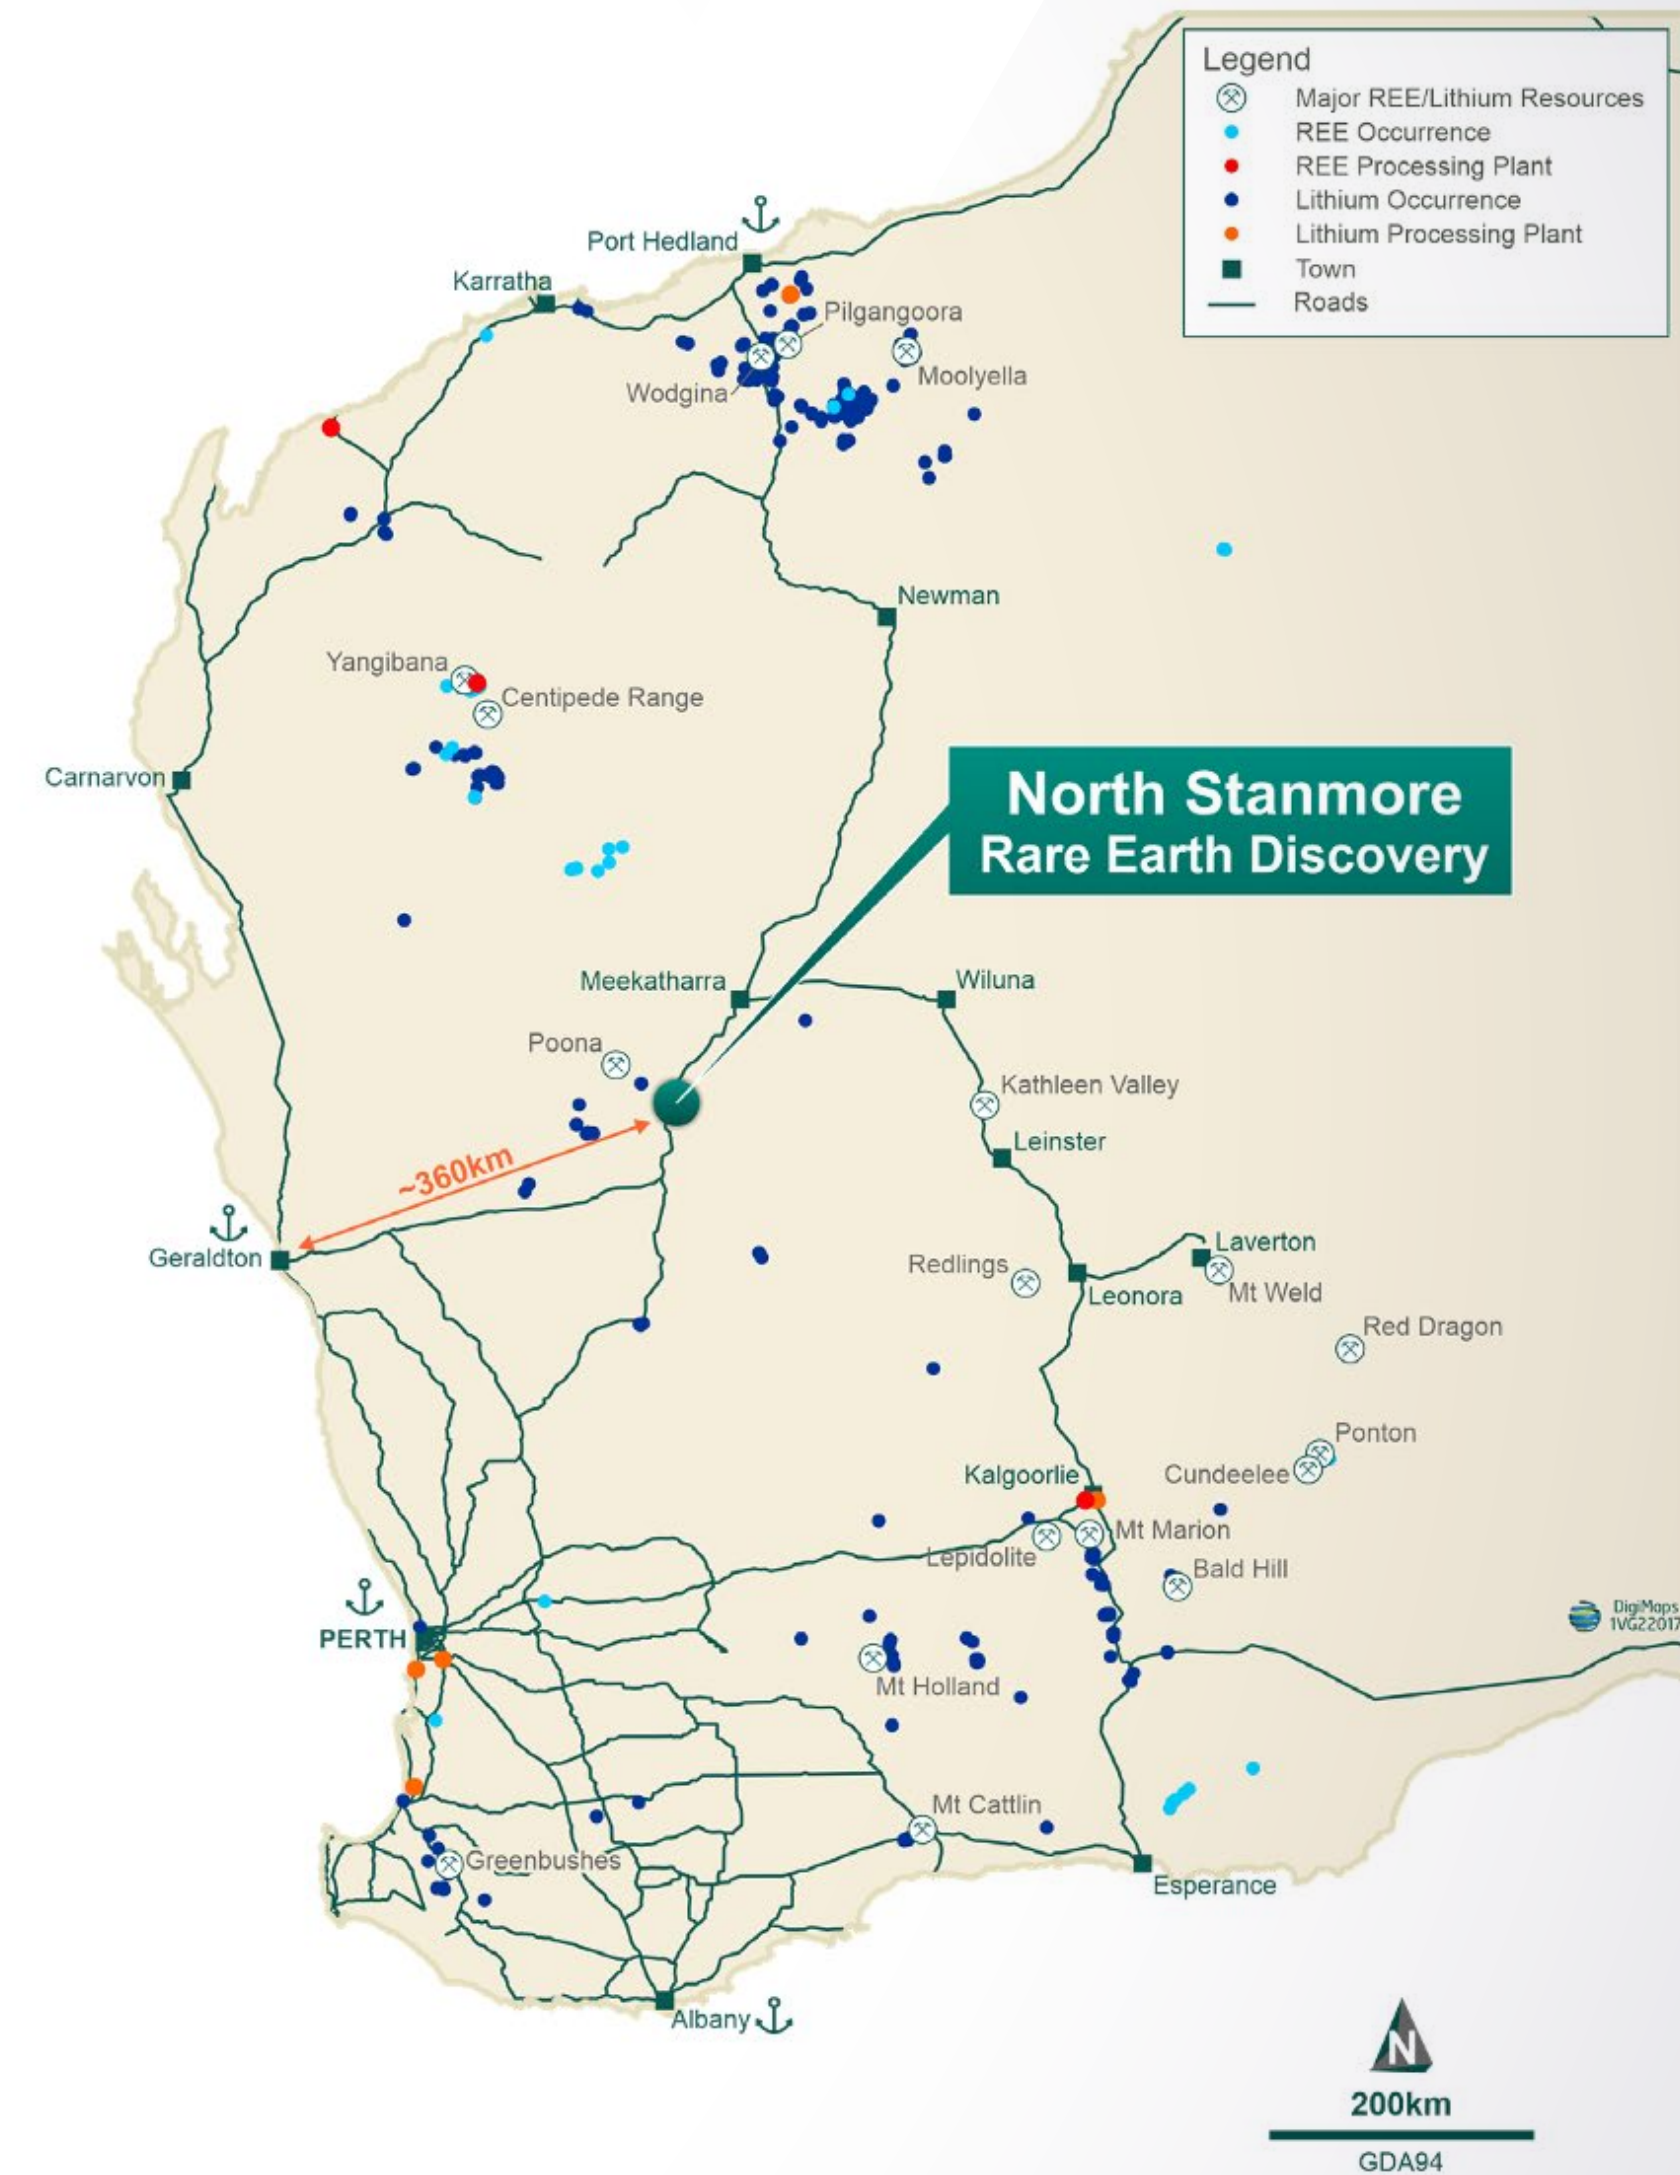 Legend
Major REE/Lithium Resources
REE Occurrence
REE Processing Plant
Lithium Occurrence
Lithium Processing Plant
Town
Roads
Port Hedland
Karratha
Pilgangoora
Moolyella
Wodgina
Newman
Yangibana
Centipede Range
Carnarvon
North Stanmore
Rare Earth Discovery
Meekatharra
Wiluna
Poona
Kathleen Valley
Leinster
~360km
Geraldton
Laverton
Redlings
Mt Weld
Leonora
Red Dragon
Ponton
Kalgoorlie
Cundeelee
Mt Marion
Lepidolite
Bald Hill
DigiMaps
1VG22017
PERTH
Mt Holland
Mt Cattlin
Greenbushes
Esperance
Albany
N
200km
GDA94